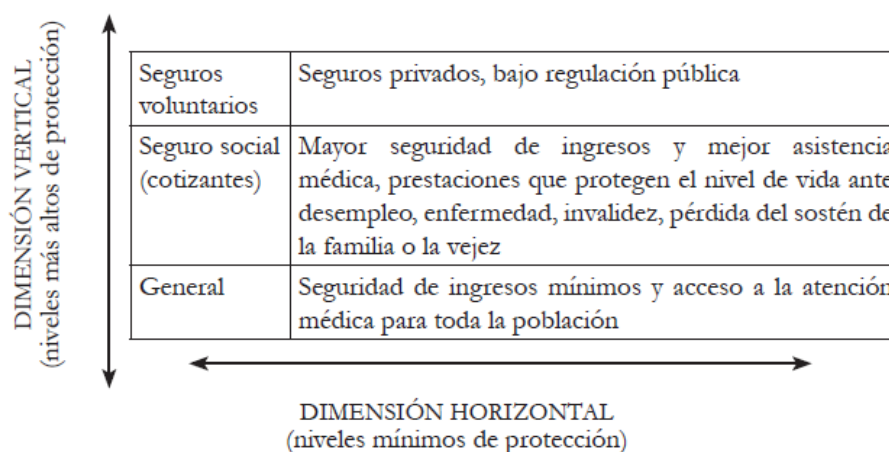 DIMENSIÓN VERTICAL
(niveles más altos de protección)
Seguros
voluntarios
Seguros privados, bajo regulación pública
Seguro social
(cotizantes)
Mayor seguridad de ingresos y mejor asistencia
médica, prestaciones que protegen el nivel de vida ante
desempleo, enfermedad, invalidez, pérdida del sostén de
la familia o la vejez
General
Seguridad de ingresos mínimos y acceso a la atención
médica para toda la población
DIMENSIÓN HORIZONTAL
(niveles mínimos de protección)